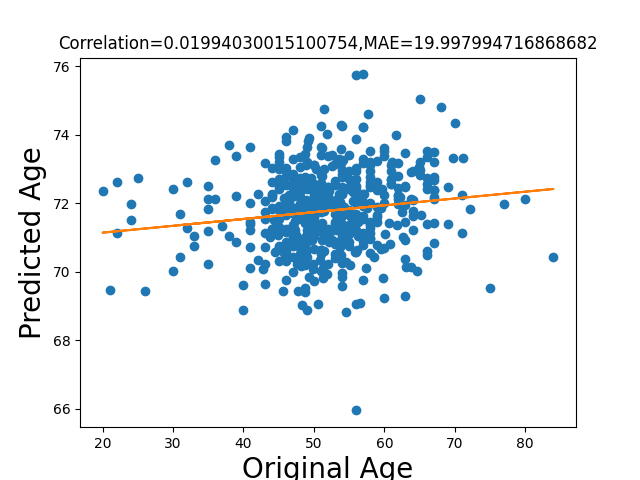 Correlation=0.01994030015100754,MAE=19.997994716868682
76
74
72
70
68
66
Predicted Age
20 30 40 50 60 70 80
Original Age